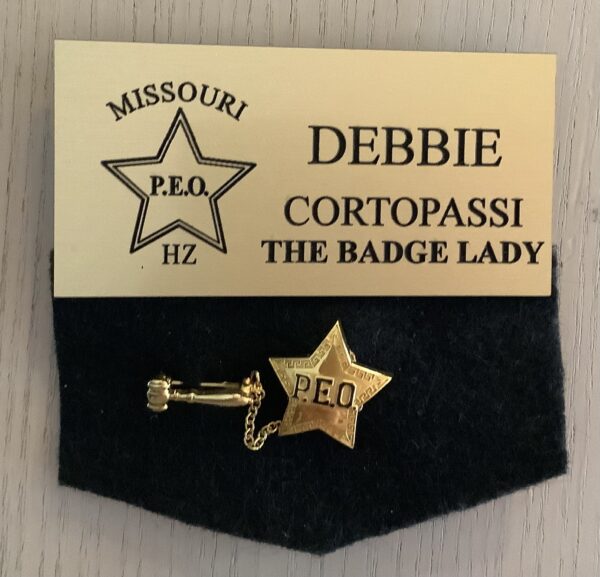 MISSOURI
P.E.O.
HZ
DEBBIE
CORTOPASSI
THE BADGE LADY
P.E.O